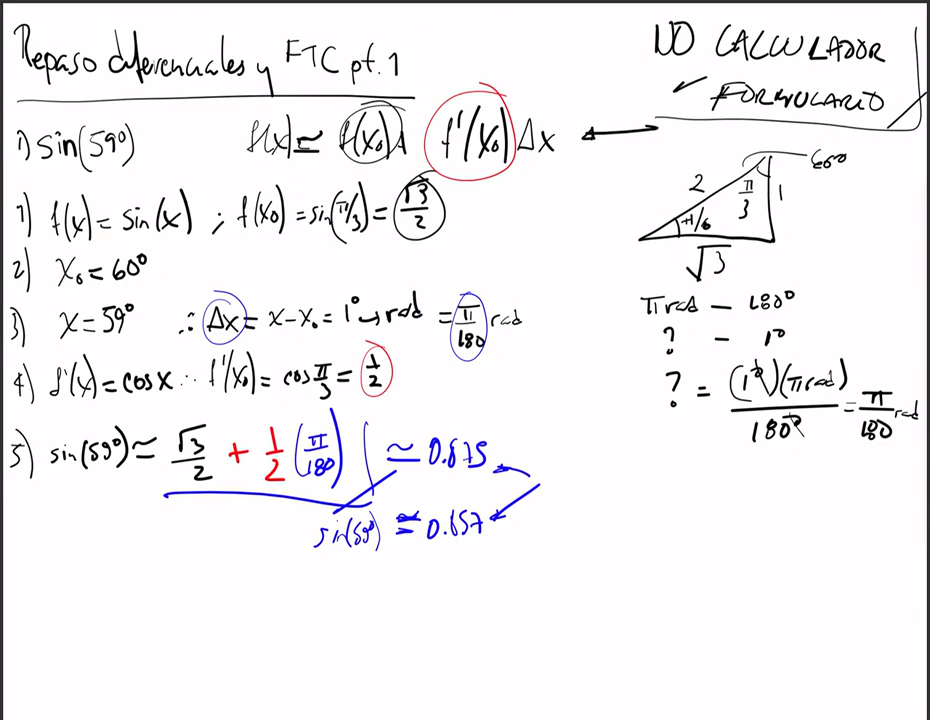 Repaso diferenciales y FTC pt. 1
NO CALCULADOR
✓ FORMULARIO
1) sin(59°) f(x) ≃ f(x₀) + f'(x₀) Δx
1) f(x) = sin(x) ; f(x₀) = sin(π/3) = √3/2
2) x₀ = 60°
3) x = 59° ∴ Δx = x - x₀ = 1° → rad = π/180 rad
4) f'(x) = cos x ∴ f'(x₀) = cos π/3 = 1/2
5) sin(59°) ≃ √3/2 + 1/2 (π/180) ≃ 0.875
sin(59°) ≅ 0.857
60°
2 π/3 1
π/6
√3
π rad - 180°
? - 1°
? = (1°)(π rad)/180° = π/180 rad